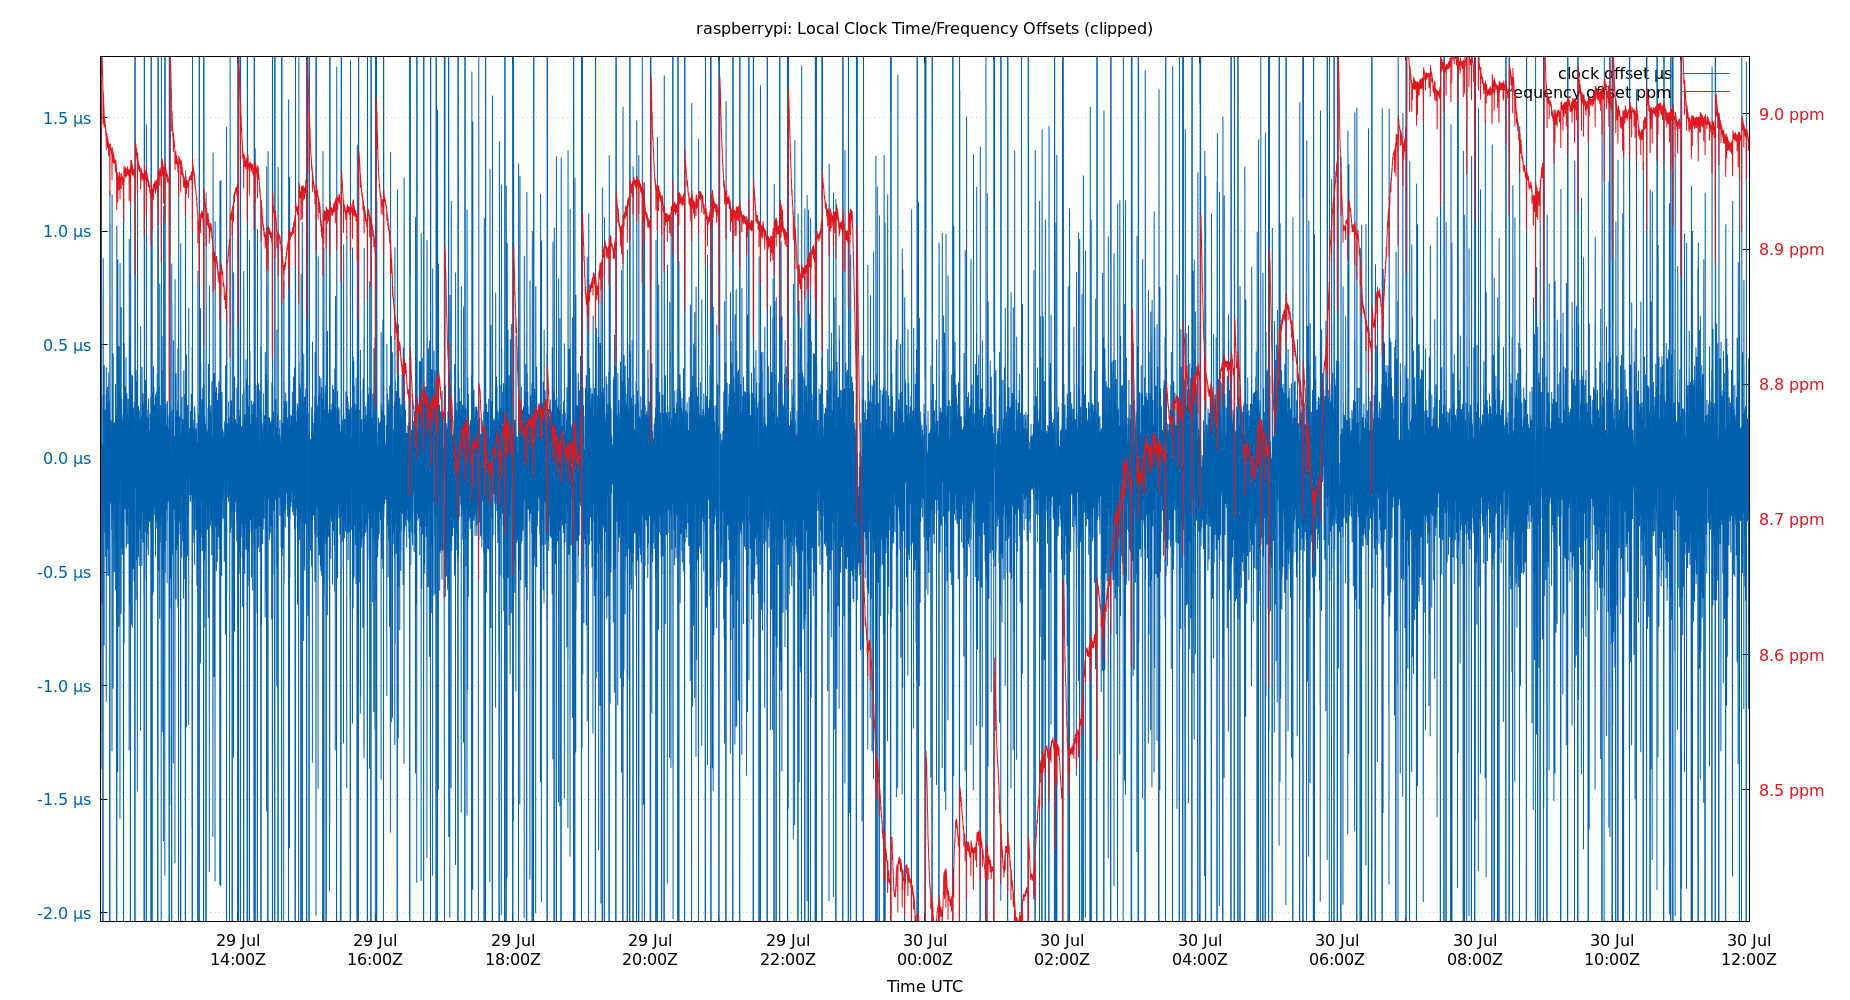 raspberrypi: Local Clock Time/Frequency Offsets (clipped)
clock offset µs
frequency offset ppm
1.5 µs
1.0 µs
0.5 µs
0.0 µs
-0.5 µs
-1.0 µs
-1.5 µs
-2.0 µs
9.0 ppm
8.9 ppm
8.8 ppm
8.7 ppm
8.6 ppm
8.5 ppm
29 Jul
14:00Z
29 Jul
16:00Z
29 Jul
18:00Z
29 Jul
20:00Z
29 Jul
22:00Z
30 Jul
00:00Z
30 Jul
02:00Z
30 Jul
04:00Z
30 Jul
06:00Z
30 Jul
08:00Z
30 Jul
10:00Z
30 Jul
12:00Z
Time UTC